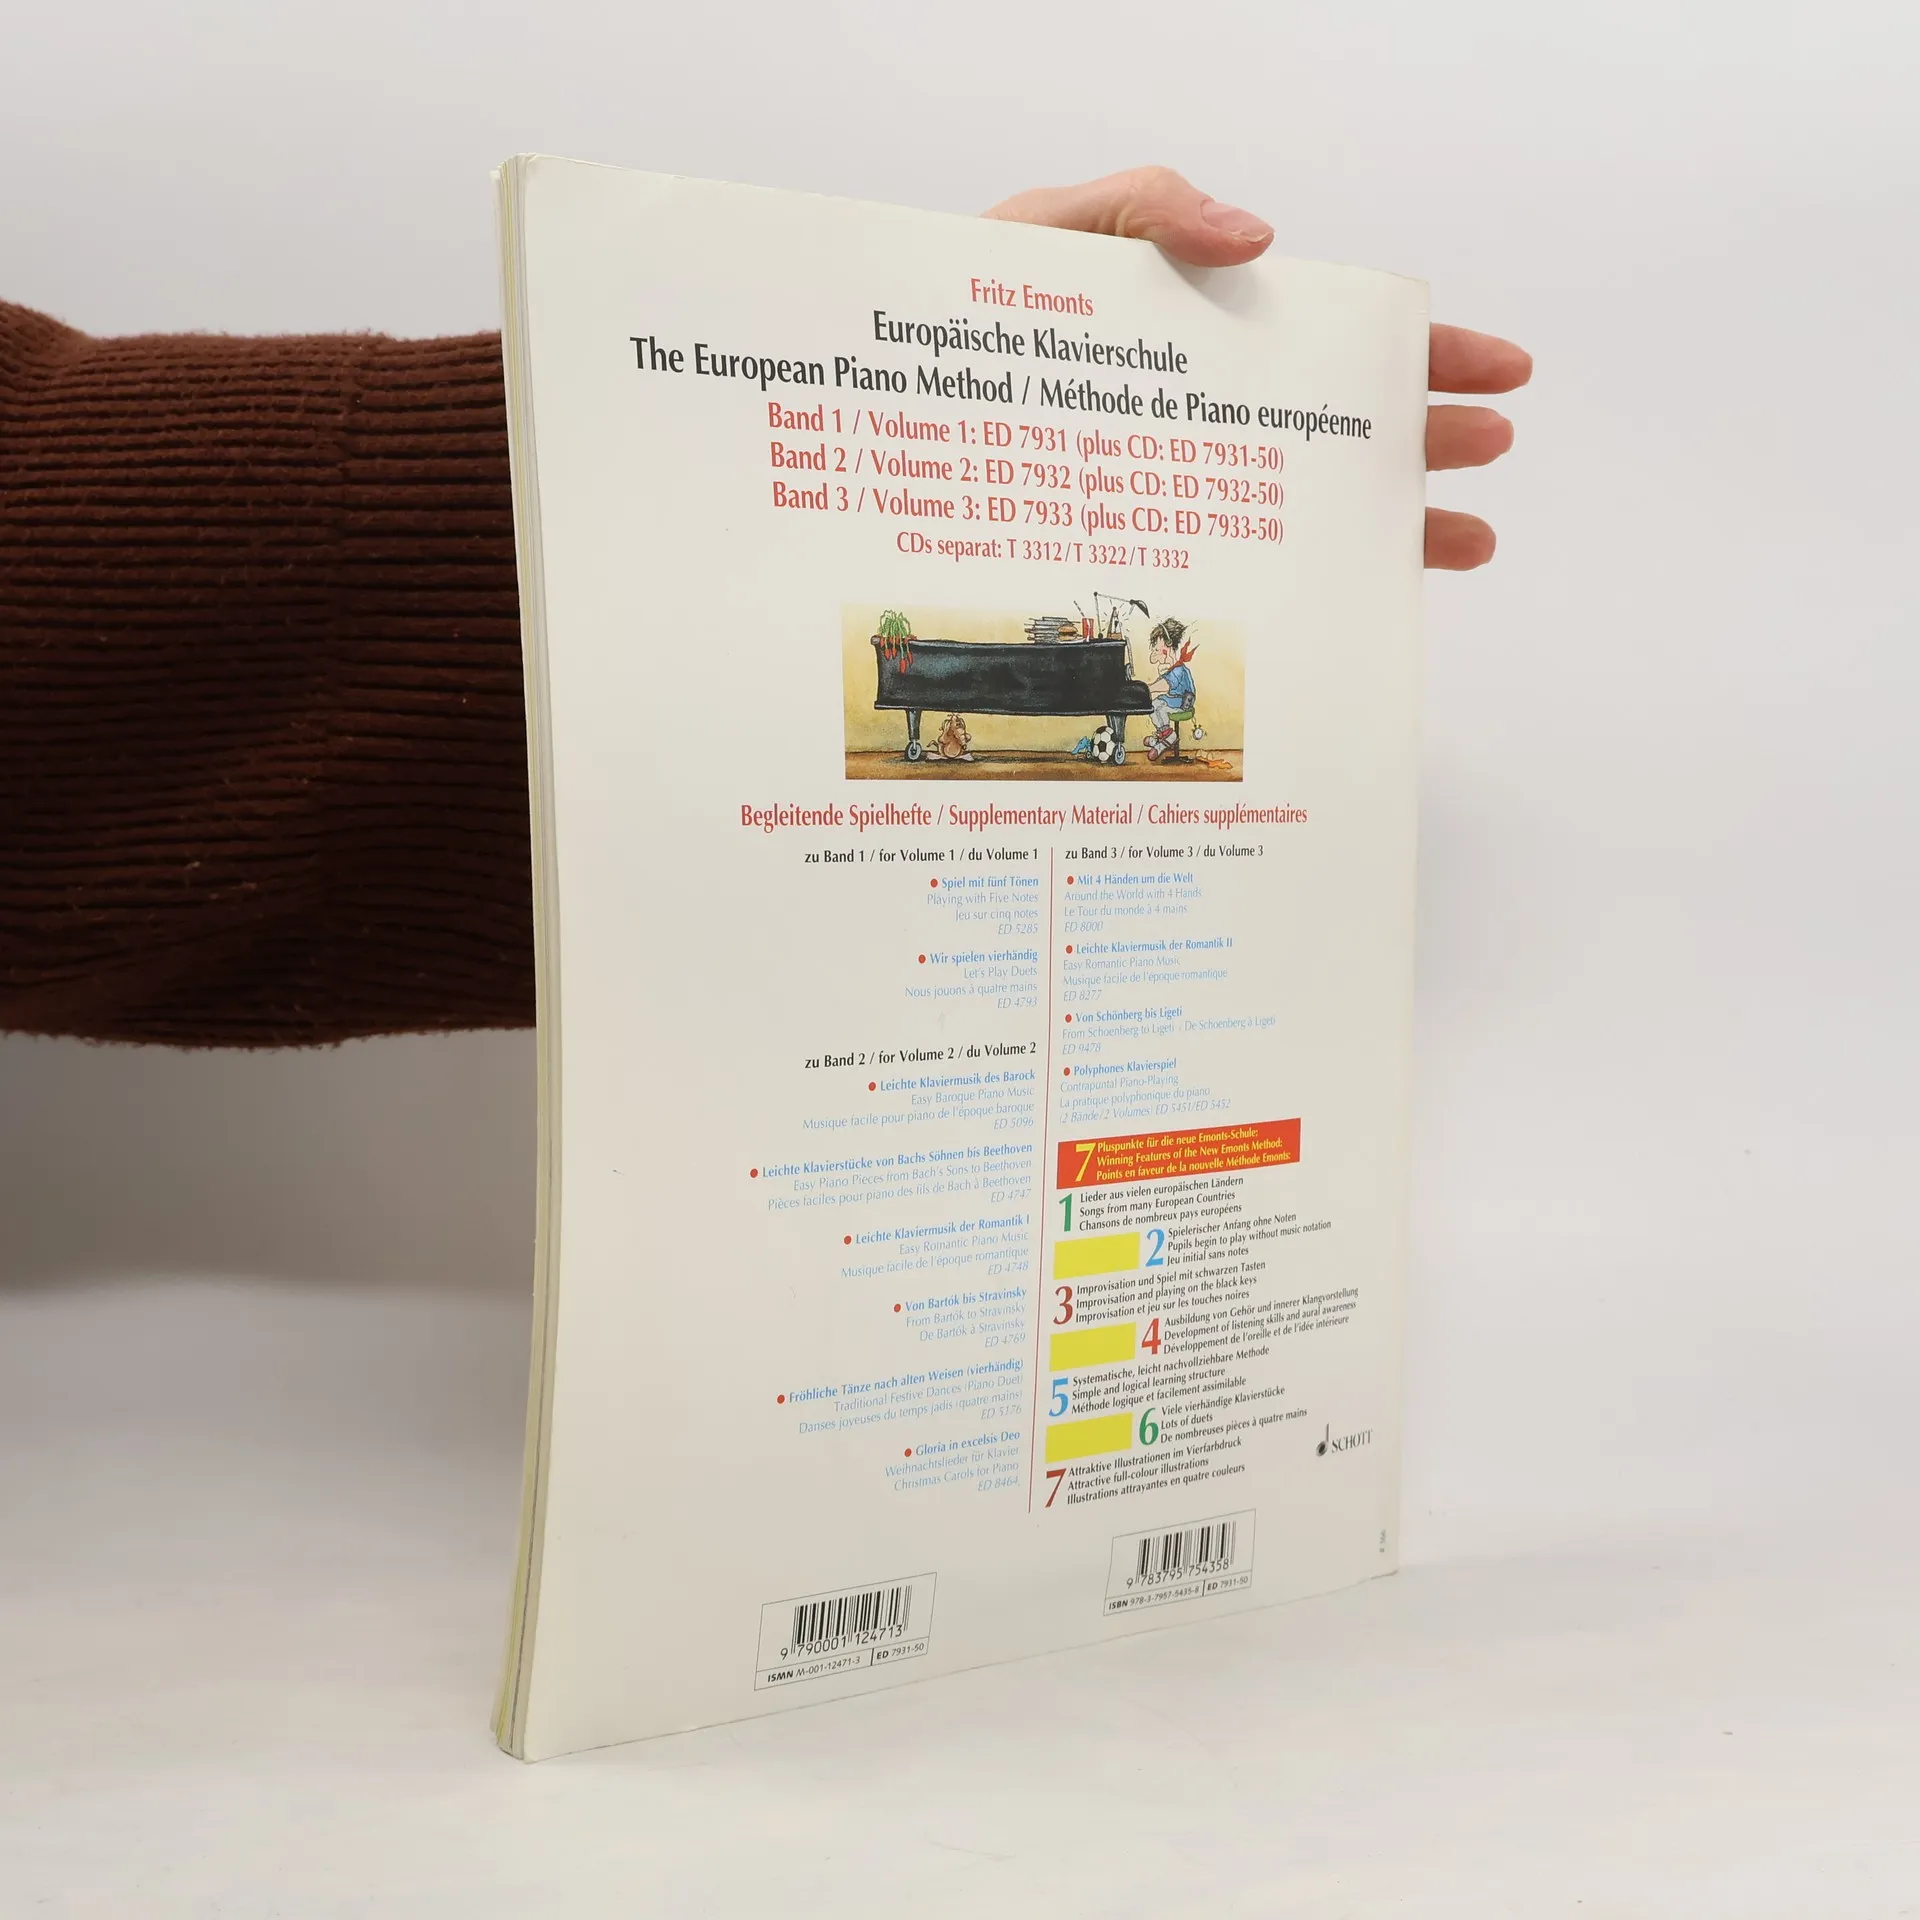 Fritz Emonts
Europäische Klavierschule
The European Piano Method / Méthode de Piano européenne
Band 1 / Volume 1: ED 7931 (plus CD: ED 7931-50)
Band 2 / Volume 2: ED 7932 (plus CD: ED 7932-50)
Band 3 / Volume 3: ED 7933 (plus CD: ED 7933-50)
CDs separat: T 3312/T 3322/T 3332
Begleitende Spielhefte / Supplementary Material / Cahiers supplémentaires
zu Band 1 / for Volume 1 / du Volume 1
• Spiel mit fünf Tönen
Playing with Five Notes
Jeu sur cinq notes
ED 5285
• Wir spielen vierhändig
Let's Play Duets
Nous jouons à quatre mains
ED 4793
zu Band 2 / for Volume 2 / du Volume 2
• Leichte Klaviermusik des Barock
Easy Baroque Piano Music
Musique facile pour piano de l'époque baroque
ED 5096
• Leichte Klavierstücke von Bachs Söhnen bis Beethoven
Easy Piano Pieces from Bach's Sons to Beethoven
Pièces faciles pour piano des fils de Bach à Beethoven
ED 4747
• Leichte Klaviermusik der Romantik I
Easy Romantic Piano Music
Musique facile de l'époque romantique
ED 4748
• Von Bartók bis Stravinsky
From Bartók to Stravinsky
De Bartók à Stravinsky
ED 4769
• Fröhliche Tänze nach alten Weisen (vierhändig)
Traditional Festive Dances (Piano Duet)
Danses joyeuses du temps jadis (quatre mains)
ED 5176
• Gloria in excelsis Deo
Weihnachtslieder für Klavier
Christmas Carols for Piano
ED 8464
zu Band 3 / for Volume 3 / du Volume 3
• Mit 4 Händen um die Welt
Around the World with 4 Hands
Le Tour du monde à 4 mains
ED 8000
• Leichte Klaviermusik der Romantik II
Easy Romantic Piano Music
Musique facile de l'époque romantique
ED 8277
• Von Schönberg bis Ligeti
From Schoenberg to Ligeti / De Schoenberg à Ligeti
ED 9478
• Polyphones Klavierspiel
Contrapuntal Piano-Playing
La pratique polyphonique du piano
(2 Bände/2 Volumes) ED 5451/ED 5452
7 Pluspunkte für die neue Emonts-Schule:
Winning Features of the New Emonts Method:
Points en faveur de la nouvelle Méthode Emonts:
1 Lieder aus vielen europäischen Ländern
Songs from many European Countries
Chansons de nombreux pays européens
2 Spielerischer Anfang ohne Noten
Pupils begin to play without music notation
Jeu initial sans notes
3 Improvisation und Spiel mit schwarzen Tasten
Improvisation and playing on the black keys
Improvisation et jeu sur les touches noires
4 Ausbildung von Gehör und innerer Klangvorstellung
Development of listening skills and aural awareness
Développement de l'oreille et de l'idée intérieure
5 Systematische, leicht nachvollziehbare Methode
Simple and logical learning structure
Méthode logique et facilement assimilable
6 Viele vierhändige Klavierstücke
Lots of duets
De nombreuses pièces à quatre mains
7 Attraktive Illustrationen im Vierfarbdruck
Attractive full-colour illustrations
Illustrations attrayantes en quatre couleurs
SCHOTT
9 790001 124713
ISMN M-001-12471-3 ED 7931-50
9 783795 754358
ISBN 978-3-7957-5435-8 ED 7931-50